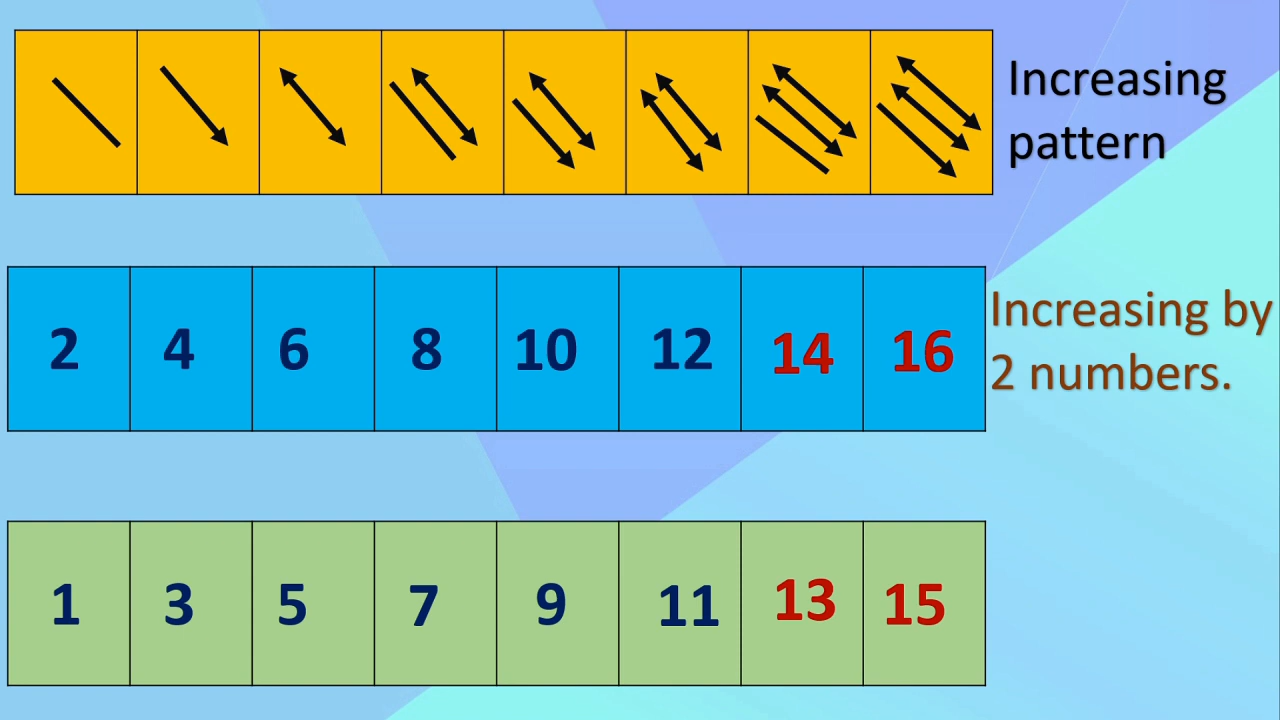 Increasing
pattern
2 4 6 8 10 12 14 16
Increasing by
2 numbers.
1 3 5 7 9 11 13 15